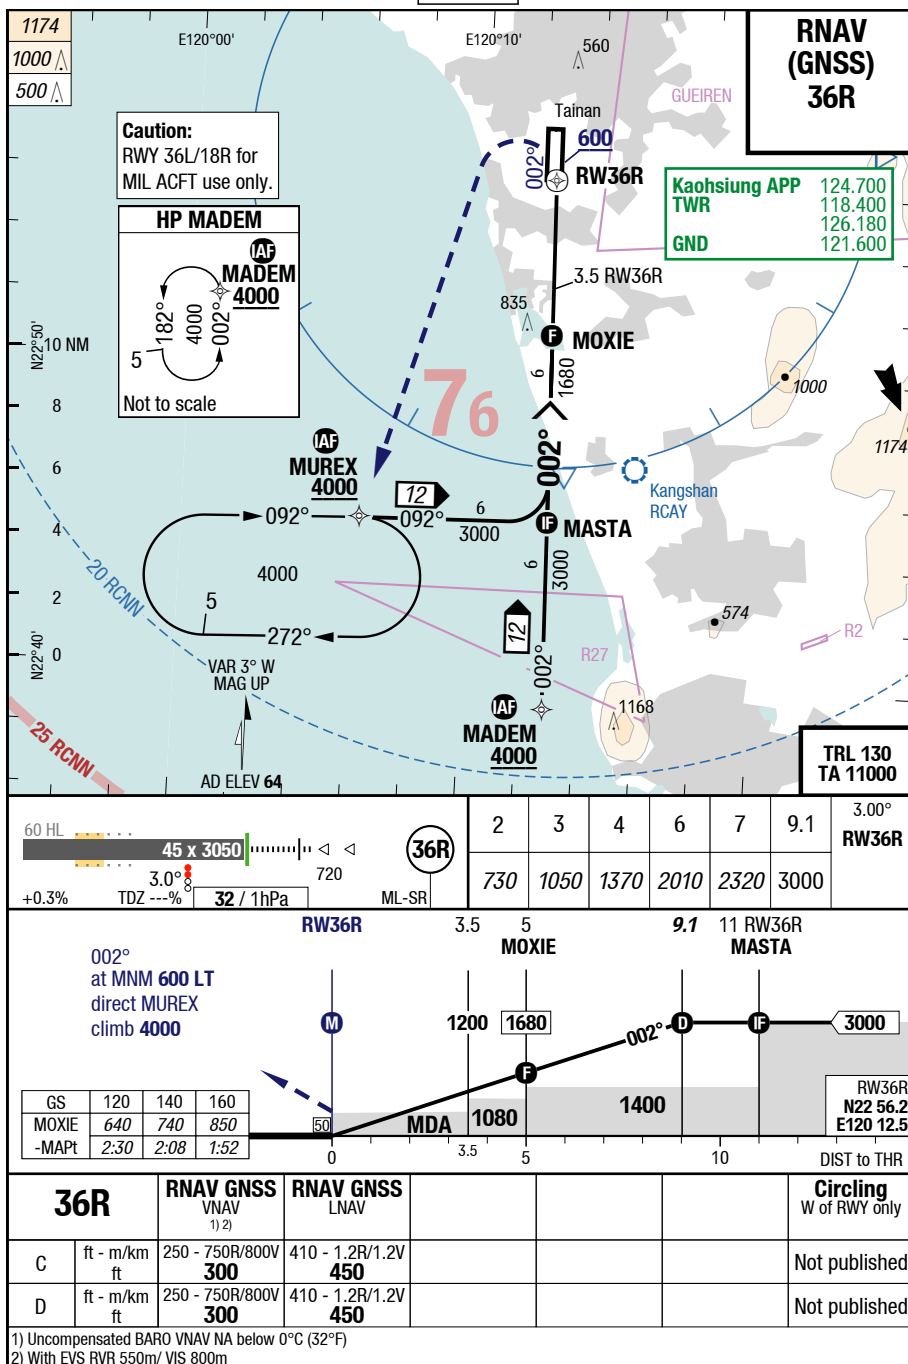 1174
1000
500
E120°00'
E120°10'
560
RNAV
(GNSS)
36R
GUEIREN
Tainan
600
002°
RW36R
Caution:
RWY 36L/18R for
MIL ACFT use only.
Kaohsiung APP 124.700
TWR 118.400
126.180
GND 121.600
HP MADEM
IAF
MADEM
4000
182°
4000
002°
5
Not to scale
3.5 RW36R
835
F MOXIE
N22°50'
10 NM
8
6
4
2
0
N22°40'
6
1680
76
1000
1174
IAF
MUREX
4000
002°
12
092°
092°
6
3000
IF MASTA
Kangshan
RCAY
20 RCNN
4000
5
272°
6
3000
12
002°
574
R2
R27
VAR 3° W
MAG UP
IAF
MADEM
4000
1168
25 RCNN
AD ELEV 64
TRL 130
TA 11000
60 HL
45 x 3050
720
3.0°
+0.3%
TDZ ---%
32 / 1hPa
ML-SR
36R
2 3 4 6 7 9.1 3.00°
RW36R
730 1050 1370 2010 2320 3000
RW36R 3.5 5 9.1 11 RW36R
MOXIE MASTA
002°
at MNM 600 LT
direct MUREX
climb 4000
M
1200 1680 002° D IF 3000
F
GS 120 140 160
MOXIE 640 740 850
-MAPt 2:30 2:08 1:52
50
MDA 1080 1400
RW36R
N22 56.2
E120 12.5
0 3.5 5 10 DIST to THR
36R
RNAV GNSS
VNAV
1) 2)
RNAV GNSS
LNAV
Circling
W of RWY only
C ft - m/km 250 - 750R/800V 410 - 1.2R/1.2V Not published
ft 300 450
D ft - m/km 250 - 750R/800V 410 - 1.2R/1.2V Not published
ft 300 450
1) Uncompensated BARO VNAV NA below 0°C (32°F)
2) With EVS RVR 550m/ VIS 800m